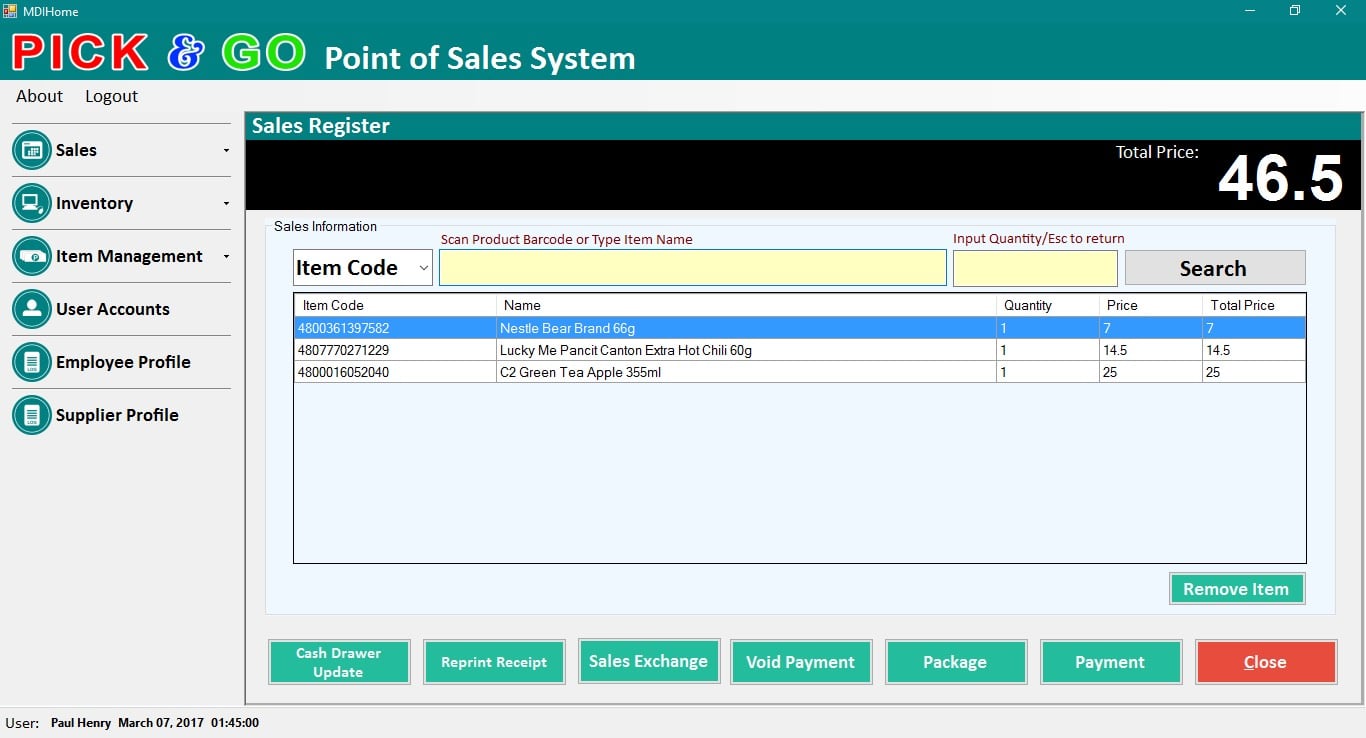 MDIHome
PICK & GO Point of Sales System
About Logout
Sales
Inventory
Item Management
User Accounts
Employee Profile
Supplier Profile
Sales Register
Total Price: 46.5
Sales Information
Scan Product Barcode or Type Item Name Input Quantity/Esc to return
Item Code Search
Item Code Name Quantity Price Total Price
4800361397582 Nestle Bear Brand 66g 1 7 7
4807770271229 Lucky Me Pancit Canton Extra Hot Chili 60g 1 14.5 14.5
4800016052040 C2 Green Tea Apple 355ml 1 25 25
Remove Item
Cash Drawer
Update
Reprint Receipt
Sales Exchange
Void Payment
Package
Payment
Close
User: Paul Henry March 07, 2017 01:45:00